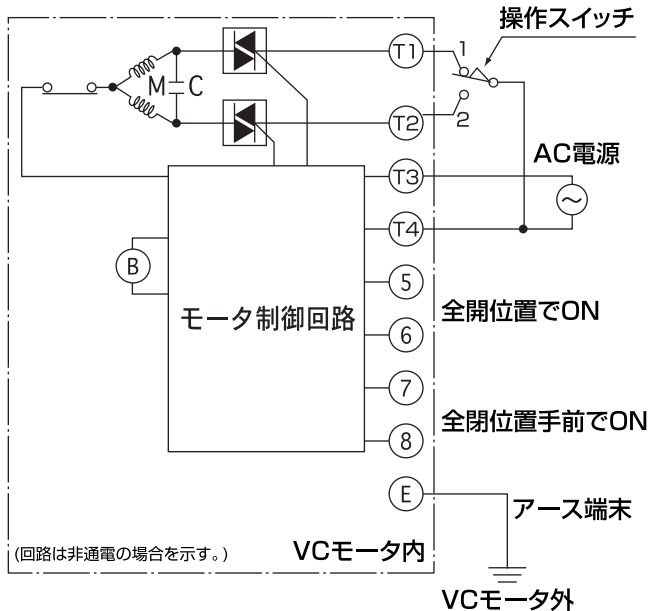 操作スイッチ
1
T1
M C
2
T2
AC電源
T3
T4
B
5
全開位置でON
モータ制御回路
6
7
全閉位置手前でON
8
E
アース端末
(回路は非通電の場合を示す。)
VCモータ内
VCモータ外